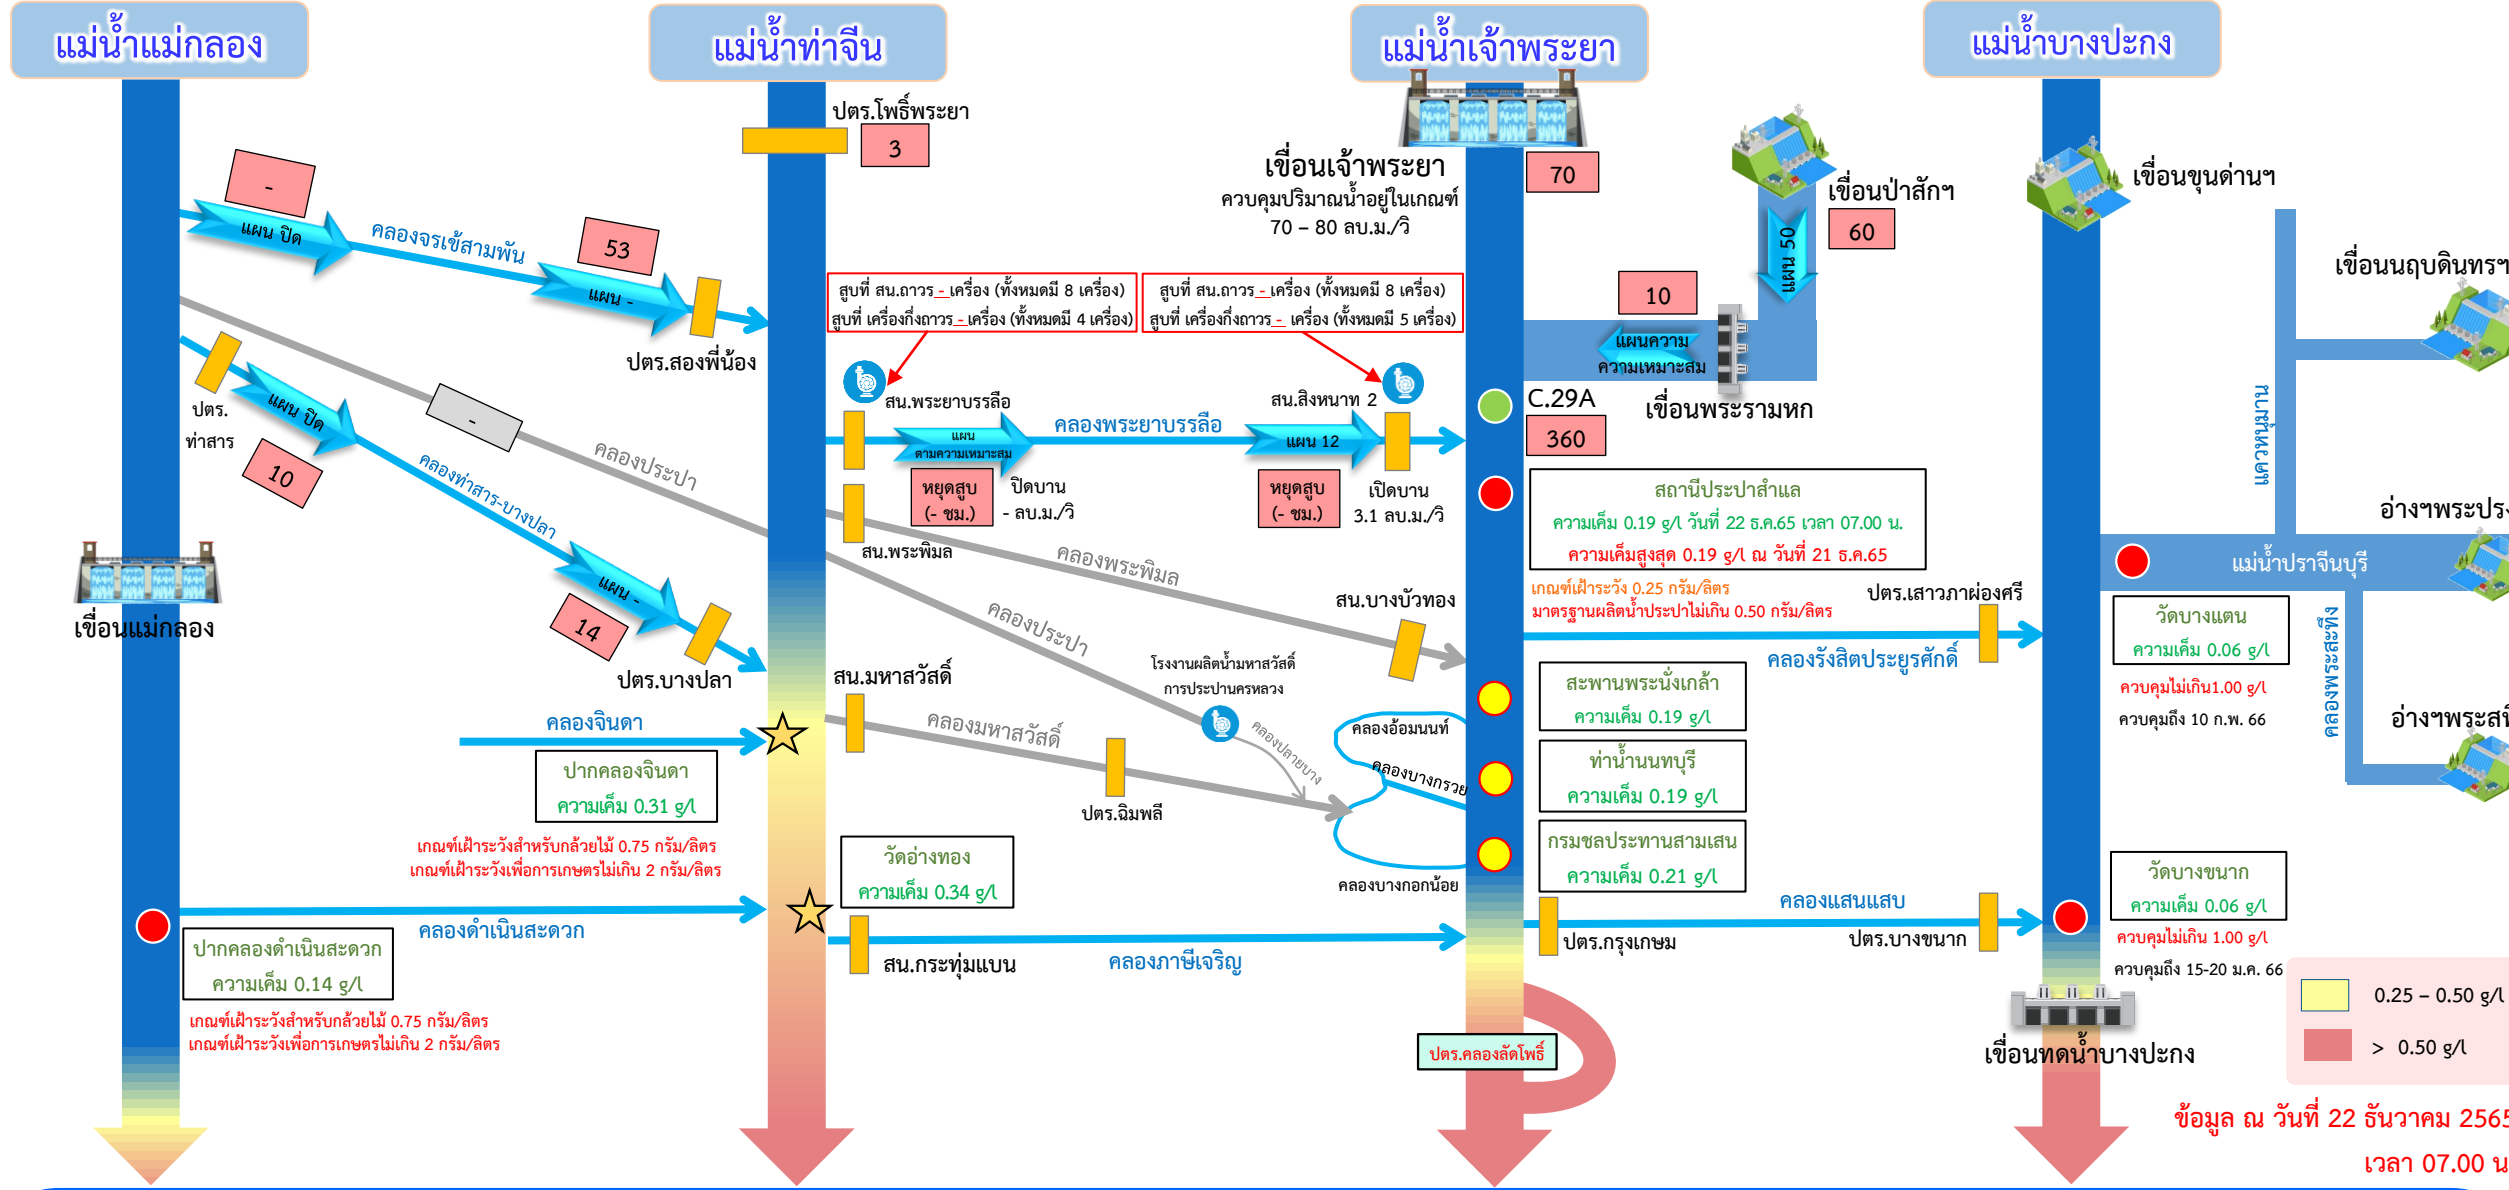 แม่น้ำแม่กลอง
แม่น้ำท่าจีน
แม่น้ำเจ้าพระยา
แม่น้ำบางปะกง
-
แผน ปิด
คลองจรเข้สามพัน
53
แผน -
ปตร.สองพี่น้อง
ปตร.
ท่าสาร
แผน ปิด
10
คลองท่าสาร-บางปลา
-
คลองประปา
แผน -
14
ปตร.บางปลา
เขื่อนแม่กลอง
คลองจินดา
ปากคลองจินดา
ความเค็ม 0.31 g/l
เกณฑ์เฝ้าระวังสำหรับกล้วยไม้ 0.75 กรัม/ลิตร
เกณฑ์เฝ้าระวังเพื่อการเกษตรไม่เกิน 2 กรัม/ลิตร
คลองดำเนินสะดวก
ปากคลองดำเนินสะดวก
ความเค็ม 0.14 g/l
เกณฑ์เฝ้าระวังสำหรับกล้วยไม้ 0.75 กรัม/ลิตร
เกณฑ์เฝ้าระวังเพื่อการเกษตรไม่เกิน 2 กรัม/ลิตร
ปตร.โพธิ์พระยา
3
สูบที่ สน.ถาวร - เครื่อง (ทั้งหมดมี 8 เครื่อง)
สูบที่ เครื่องกึ่งถาวร - เครื่อง (ทั้งหมดมี 4 เครื่อง)
สูบที่ สน.ถาวร - เครื่อง (ทั้งหมดมี 8 เครื่อง)
สูบที่ เครื่องกึ่งถาวร - เครื่อง (ทั้งหมดมี 5 เครื่อง)
สน.พระยาบรรลือ
แผน
ตามความเหมาะสม
คลองพระยาบรรลือ
สน.สิงหนาท 2
แผน 12
หยุดสูบ
(- ชม.)
ปิดบาน
- ลบ.ม./วิ
หยุดสูบ
(- ชม.)
เปิดบาน
3.1 ลบ.ม./วิ
สน.พระพิมล
คลองพระพิมล
สน.บางบัวทอง
คลองประปา
โรงงานผลิตน้ำมหาสวัสดิ์
การประปานครหลวง
คลองปลายบาง
สน.มหาสวัสดิ์
คลองมหาสวัสดิ์
ปตร.ฉิมพลี
คลองอ้อมนนท์
คลองบางกรวย
คลองบางกอกน้อย
วัดอ่างทอง
ความเค็ม 0.34 g/l
สน.กระทุ่มแบน
คลองภาษีเจริญ
เขื่อนเจ้าพระยา
ควบคุมปริมาณน้ำอยู่ในเกณฑ์
70 – 80 ลบ.ม./วิ
70
เขื่อนป่าสักฯ
60
แผน 50
10
แผนความ
ความเหมาะสม
เขื่อนพระรามหก
C.29A
360
สถานีประปาสำแล
ความเค็ม 0.19 g/l วันที่ 22 ธ.ค.65 เวลา 07.00 น.
ความเค็มสูงสุด 0.19 g/l ณ วันที่ 21 ธ.ค.65
เกณฑ์เฝ้าระวัง 0.25 กรัม/ลิตร
มาตรฐานผลิตน้ำประปาไม่เกิน 0.50 กรัม/ลิตร
ปตร.เสาวภาผ่องศรี
คลองรังสิตประยูรศักดิ์
สะพานพระนั่งเกล้า
ความเค็ม 0.19 g/l
ท่าน้ำนนทบุรี
ความเค็ม 0.19 g/l
กรมชลประทานสามเสน
ความเค็ม 0.21 g/l
ปตร.กรุงเกษม
คลองแสนแสบ
ปตร.บางขนาก
ปตร.คลองลัดโพธิ์
เขื่อนขุนด่านฯ
เขื่อนนฤบดินทรฯ
แควหนุมาน
อ่างฯพระปรง
แม่น้ำปราจีนบุรี
วัดบางแตน
ความเค็ม 0.06 g/l
ควบคุมไม่เกิน1.00 g/l
ควบคุมถึง 10 ก.พ. 66
คลองพระสะทึง
อ่างฯพระสทึ
วัดบางขนาก
ความเค็ม 0.06 g/l
ควบคุมไม่เกิน 1.00 g/l
ควบคุมถึง 15-20 ม.ค. 66
เขื่อนทดน้ำบางปะกง
0.25 – 0.50 g/l
> 0.50 g/l
ข้อมูล ณ วันที่ 22 ธันวาคม 2565
เวลา 07.00 น